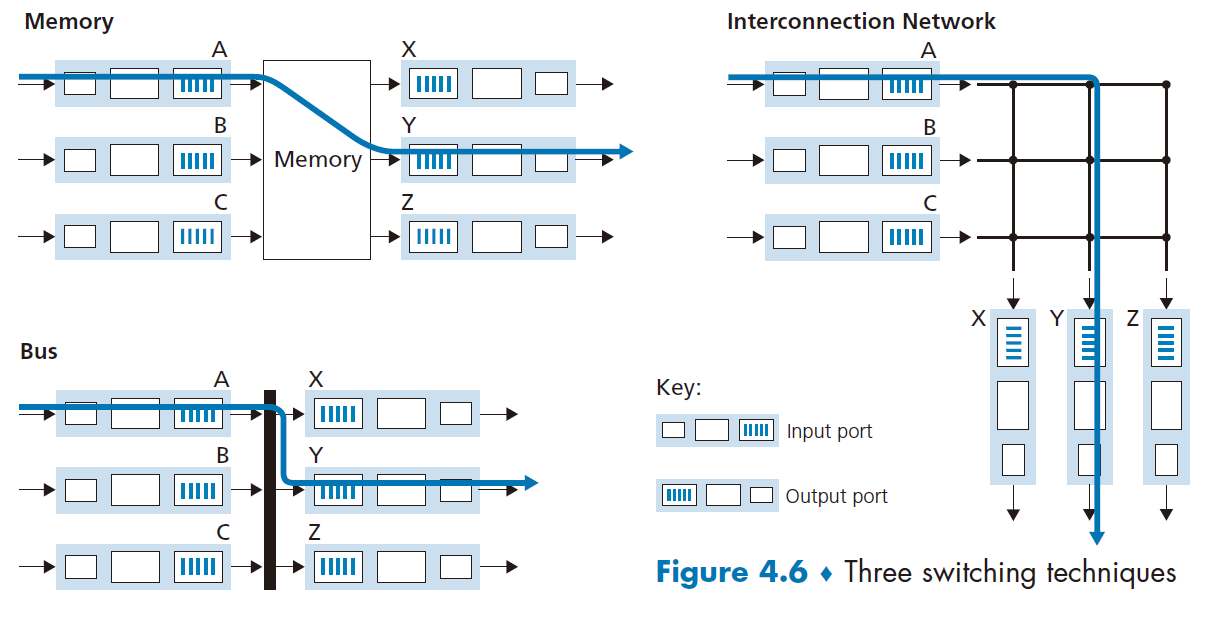 Memory
A
X
B
Y
Memory
C
Z
Interconnection Network
A
B
C
X
Y
Z
Bus
A
X
B
Y
C
Z
Key:
Input port
Output port
Figure 4.6 ♦ Three switching techniques